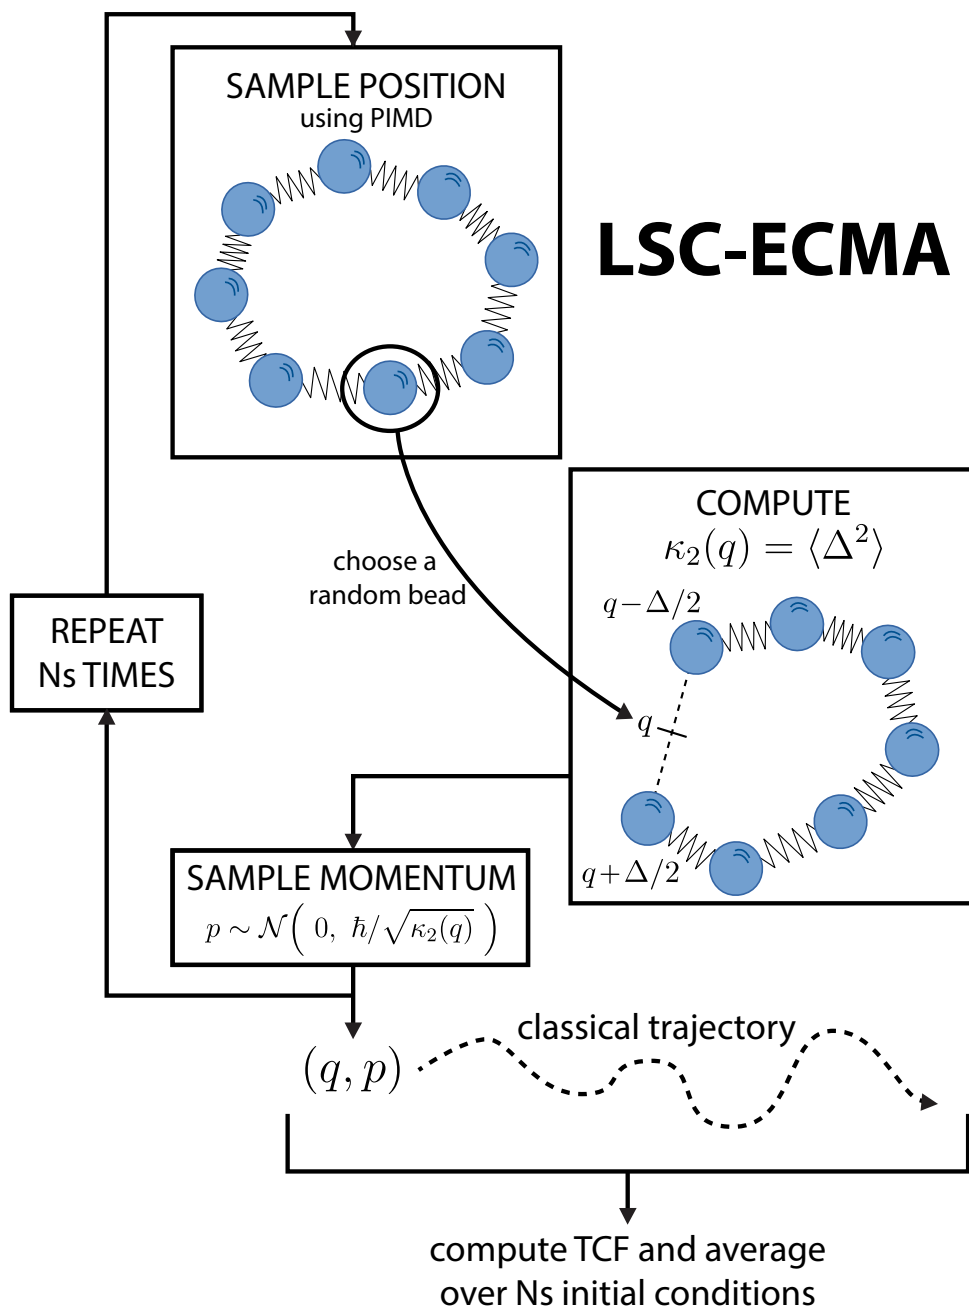 SAMPLE POSITION
using PIMD
LSC-ECMA
choose a
random bead
COMPUTE
κ₂(q) = ⟨Δ²⟩
q−Δ/2
q
q+Δ/2
REPEAT
Ns TIMES
SAMPLE MOMENTUM
p ∼ 𝒩( 0, ħ/√κ₂(q) )
classical trajectory
(q, p)
compute TCF and average
over Ns initial conditions